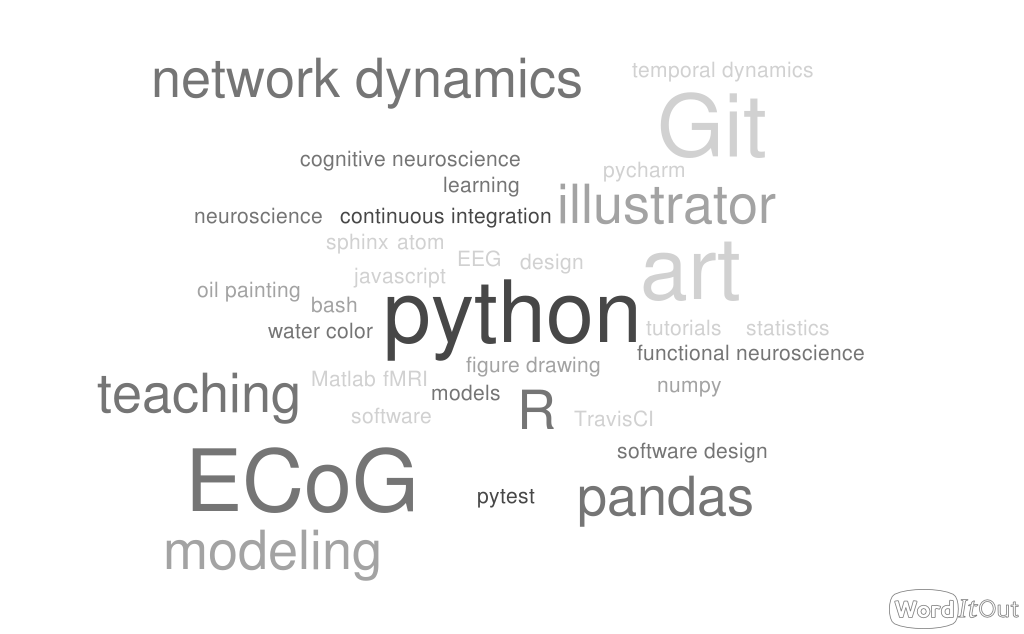 network dynamics
temporal dynamics
Git
cognitive neuroscience
pycharm
learning
illustrator
neuroscience
continuous integration
sphinx
atom
EEG
design
art
javascript
oil painting
bash
python
water color
tutorials
statistics
functional neuroscience
figure drawing
teaching
Matlab
fMRI
models
numpy
R
software
TravisCI
software design
ECoG
pytest
pandas
modeling
WordItOut